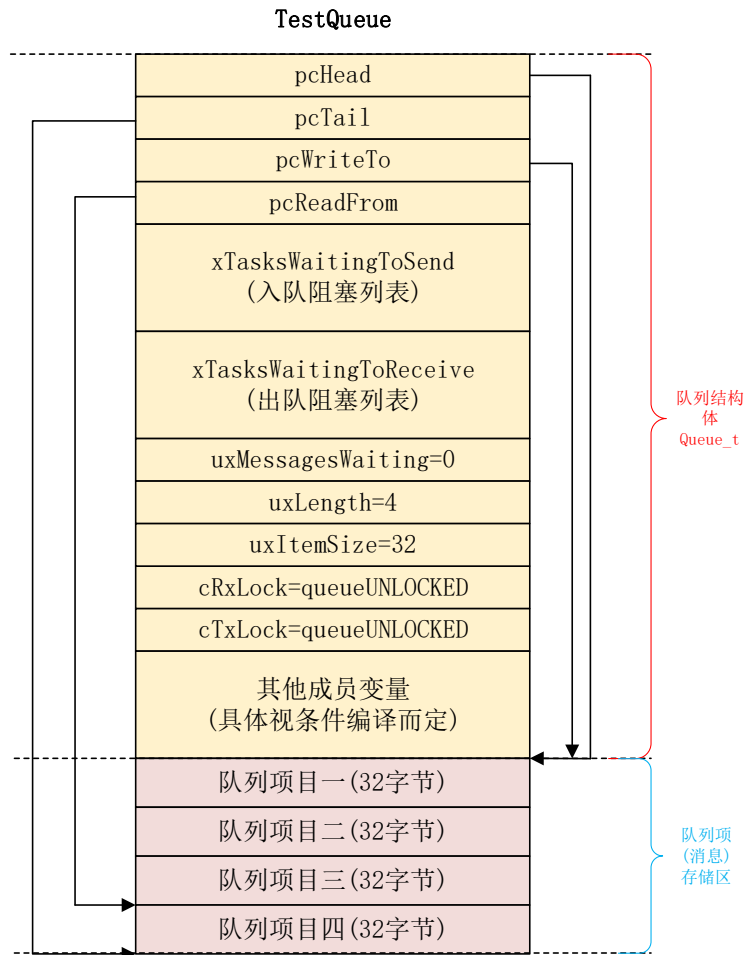 TestQueue
pcHead
pcTail
pcWriteTo
pcReadFrom
xTasksWaitingToSend
(入队阻塞列表)
xTasksWaitingToReceive
(出队阻塞列表)
uxMessagesWaiting=0
uxLength=4
uxItemSize=32
cRxLock=queueUNLOCKED
cTxLock=queueUNLOCKED
其他成员变量
(具体视条件编译而定)
队列结构
体
Queue_t
队列项目一(32字节)
队列项目二(32字节)
队列项目三(32字节)
队列项目四(32字节)
队列项
(消息)
存储区